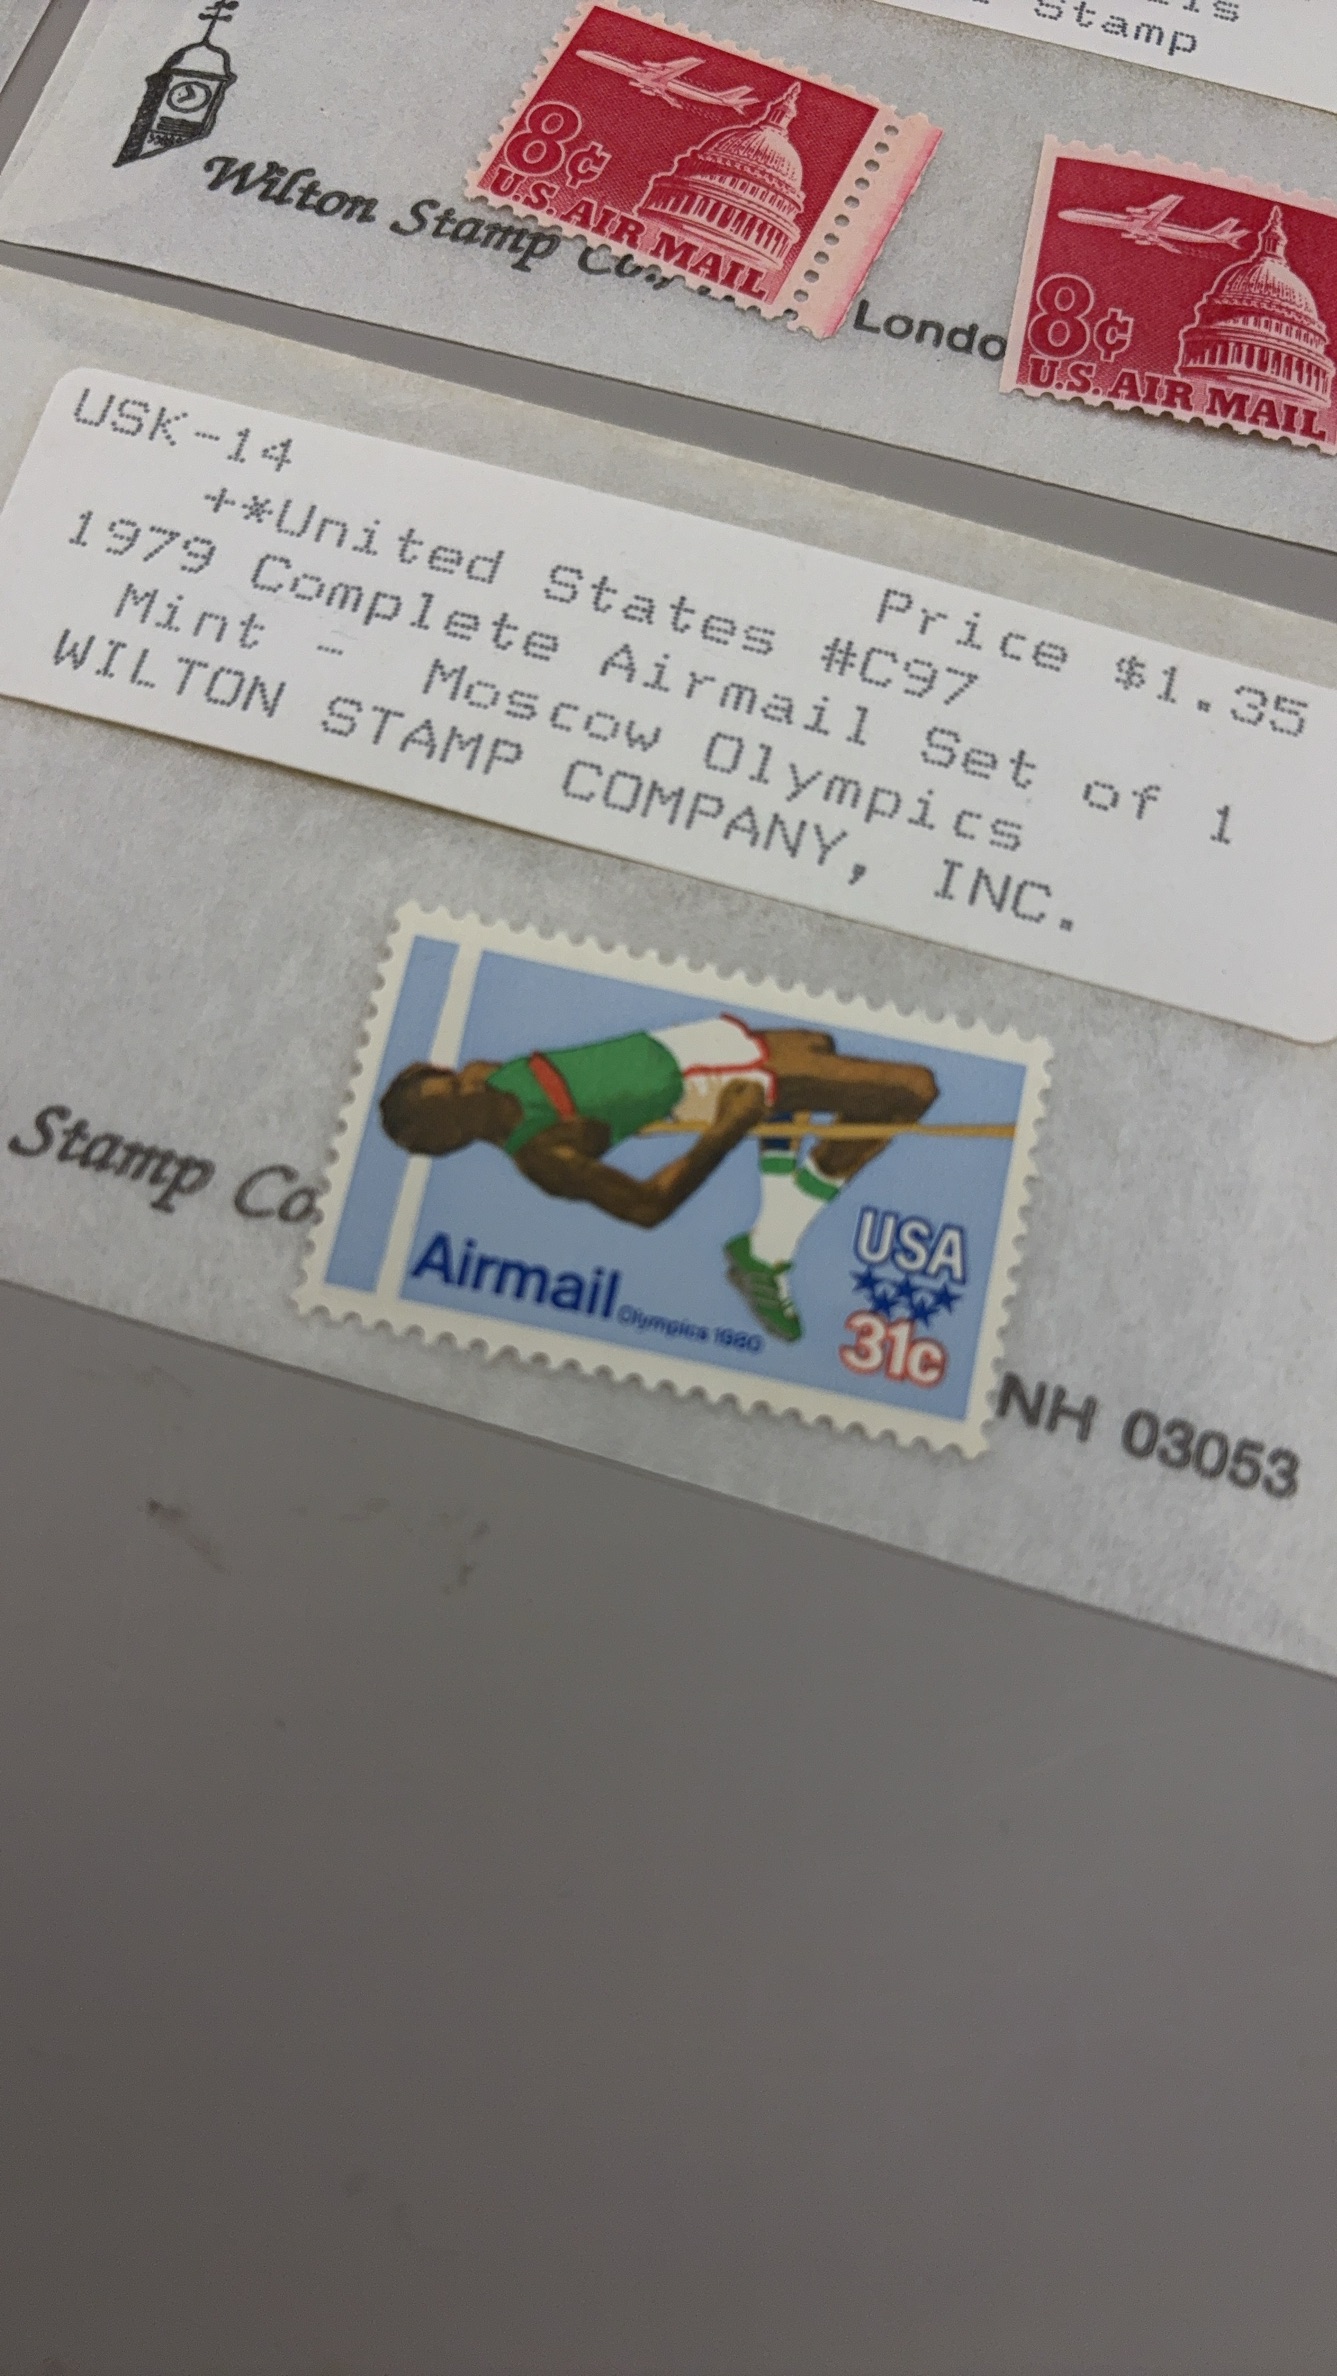 Stamp
8¢
U.S. AIR MAIL
Wilton Stamp Co.,
Londo
8¢
U.S. AIR MAIL
USK-14 Price $1.35
+*United States #C97
1979 Complete Airmail Set of 1
Mint - Moscow Olympics
WILTON STAMP COMPANY, INC.
Stamp Co.
Airmail Olympics 1980
USA
31c
NH 03053